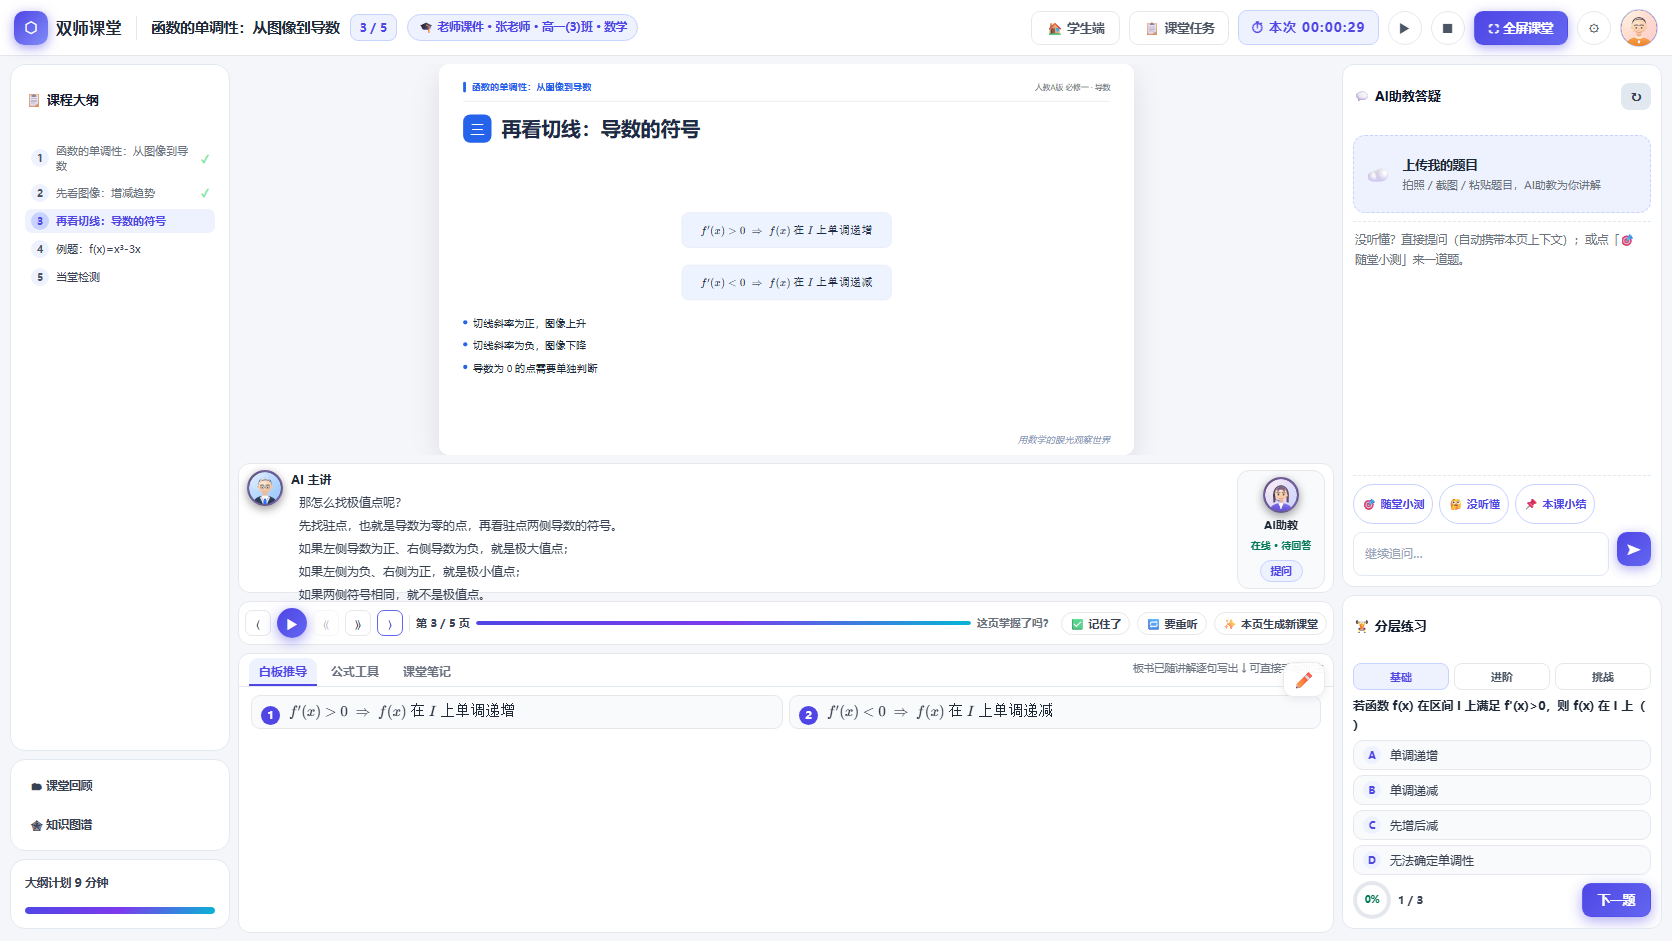 双师课堂
函数的单调性：从图像到导数
3 / 5
老师课件 • 张老师 • 高一(3)班 • 数学
学生端
课堂任务
本次 00:00:29
全屏课堂
课程大纲
1 函数的单调性：从图像到导数
2 先看图像：增减趋势
3 再看切线：导数的符号
4 例题：f(x)=x³-3x
5 当堂检测
课堂回顾
知识图谱
大纲计划 9 分钟
函数的单调性：从图像到导数
人教A版 必修一 · 导数
三 再看切线：导数的符号
f′(x) > 0 ⇒ f(x) 在 I 上单调递增
f′(x) < 0 ⇒ f(x) 在 I 上单调递减
• 切线斜率为正，图像上升
• 切线斜率为负，图像下降
• 导数为 0 的点需要单独判断
用数学的眼光观察世界
AI 主讲
那怎么找极值点呢？
先找驻点，也就是导数为零的点，再看驻点两侧导数的符号。
如果左侧导数为正、右侧导数为负，就是极大值点；
如果左侧为负、右侧为正，就是极小值点；
如果两侧符号相同，就不是极值点。
AI助教
在线 • 待回答
提问
第 3 / 5 页
这页掌握了吗？
记住了
要重听
本页生成新课堂
白板推导
公式工具
课堂笔记
板书已随讲解逐句写出↓可直接
1 f′(x) > 0 ⇒ f(x) 在 I 上单调递增
2 f′(x) < 0 ⇒ f(x) 在 I 上单调递减
AI助教答疑
上传我的题目
拍照 / 截图 / 粘贴题目，AI助教为你讲解
没听懂？直接提问（自动携带本页上下文）；或点「🎯
随堂小测」来一道题。
随堂小测
没听懂
本课小结
继续追问...
分层练习
基础
进阶
挑战
若函数 f(x) 在区间 I 上满足 f'(x)>0，则 f(x) 在 I 上（
）
A 单调递增
B 单调递减
C 先增后减
D 无法确定单调性
0%
1 / 3
下一题